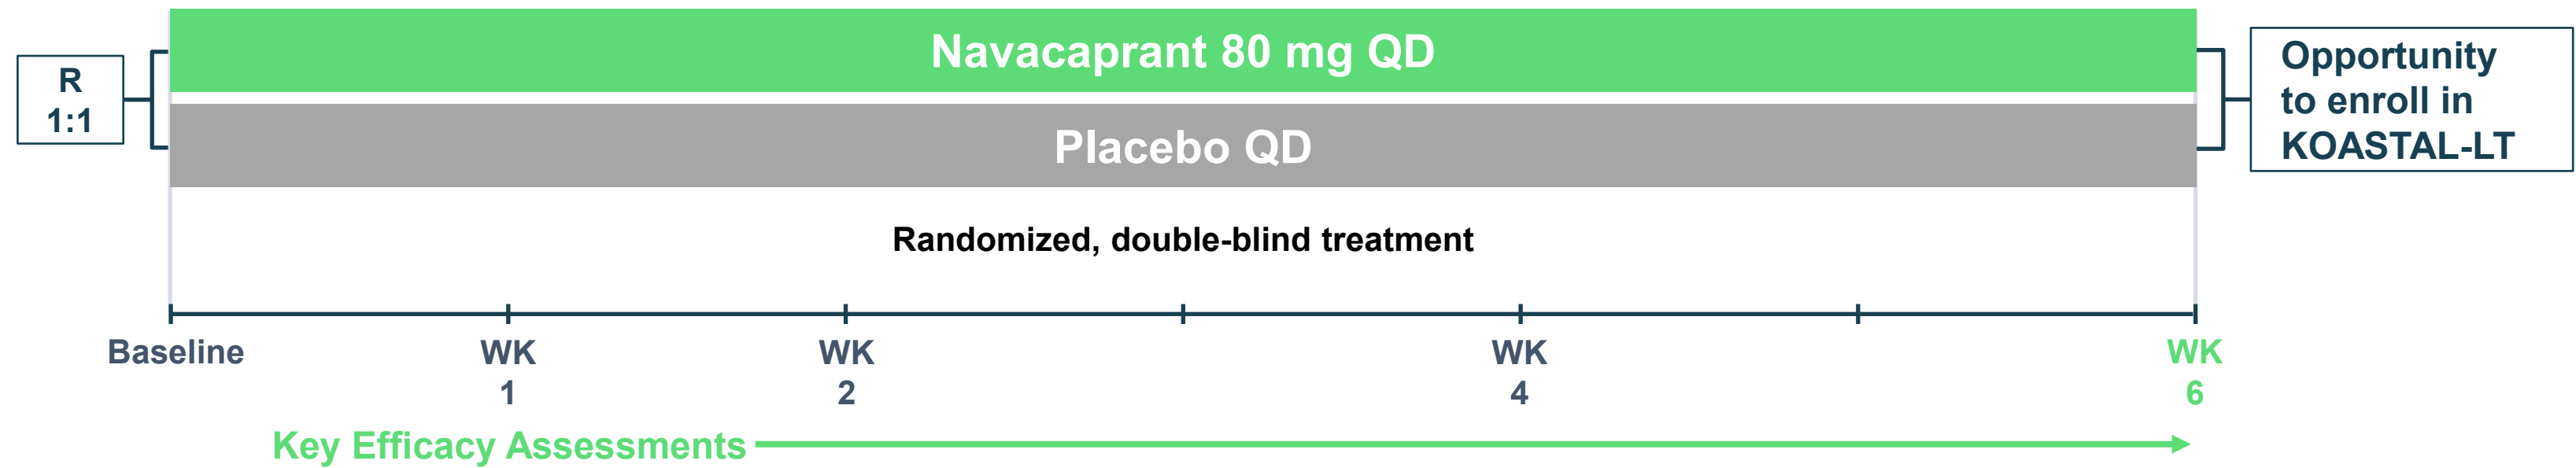 R
1:1
Navacaprant 80 mg QD
Placebo QD
Opportunity
to enroll in
KOASTAL-LT
Randomized, double-blind treatment
Baseline
WK
1
WK
2
WK
4
WK
6
Key Efficacy Assessments